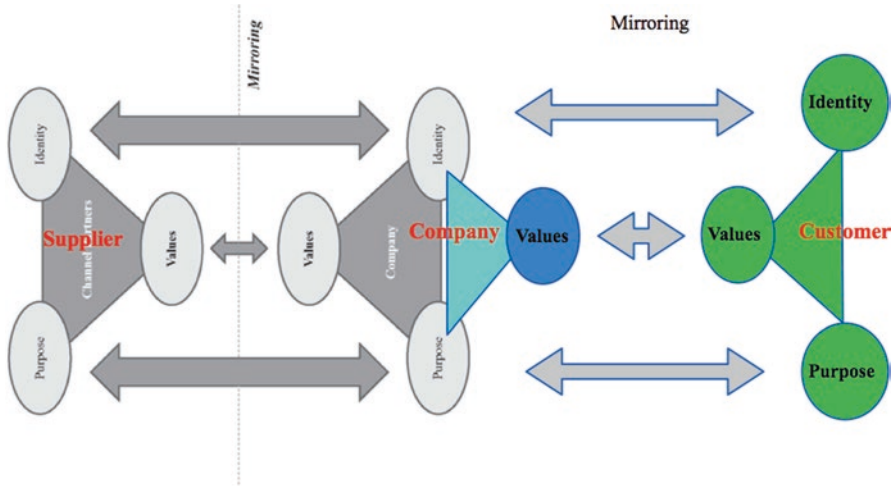 Mirroring
Mirroring
Identity
Identity
Identity
Channel Partners
Supplier
Values
Values
Company
Company
Values
Values
Customer
Purpose
Purpose
Purpose